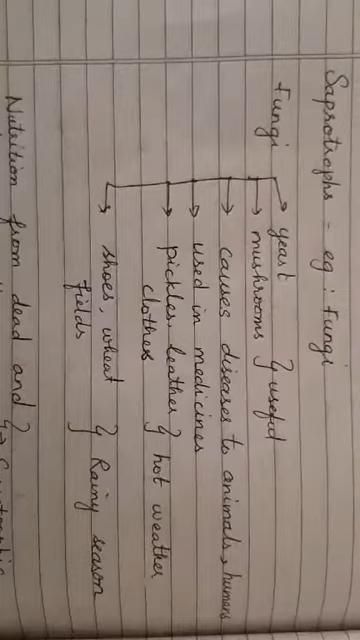 Saprotrophs - eg: Fungi
Fungi → yeast
→ mushrooms } useful
→ causes diseases to animals, humans
→ used in medicines
→ pickles, leather } hot weather
clothes
→ shoes, wheat } Rainy season
fields
Nutrition from dead and }